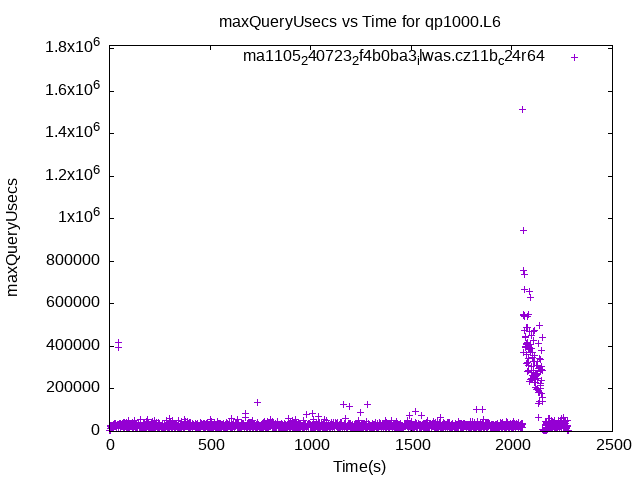 maxQueryUsecs vs Time for qp1000.L6
ma1105₂40723₂f4b0ba3ᵢwas.cz11b꜀24r64
1.8x10⁶
1.6x10⁶
1.4x10⁶
1.2x10⁶
1x10⁶
800000
600000
400000
200000
0
maxQueryUsecs
0 500 1000 1500 2000 2500
Time(s)